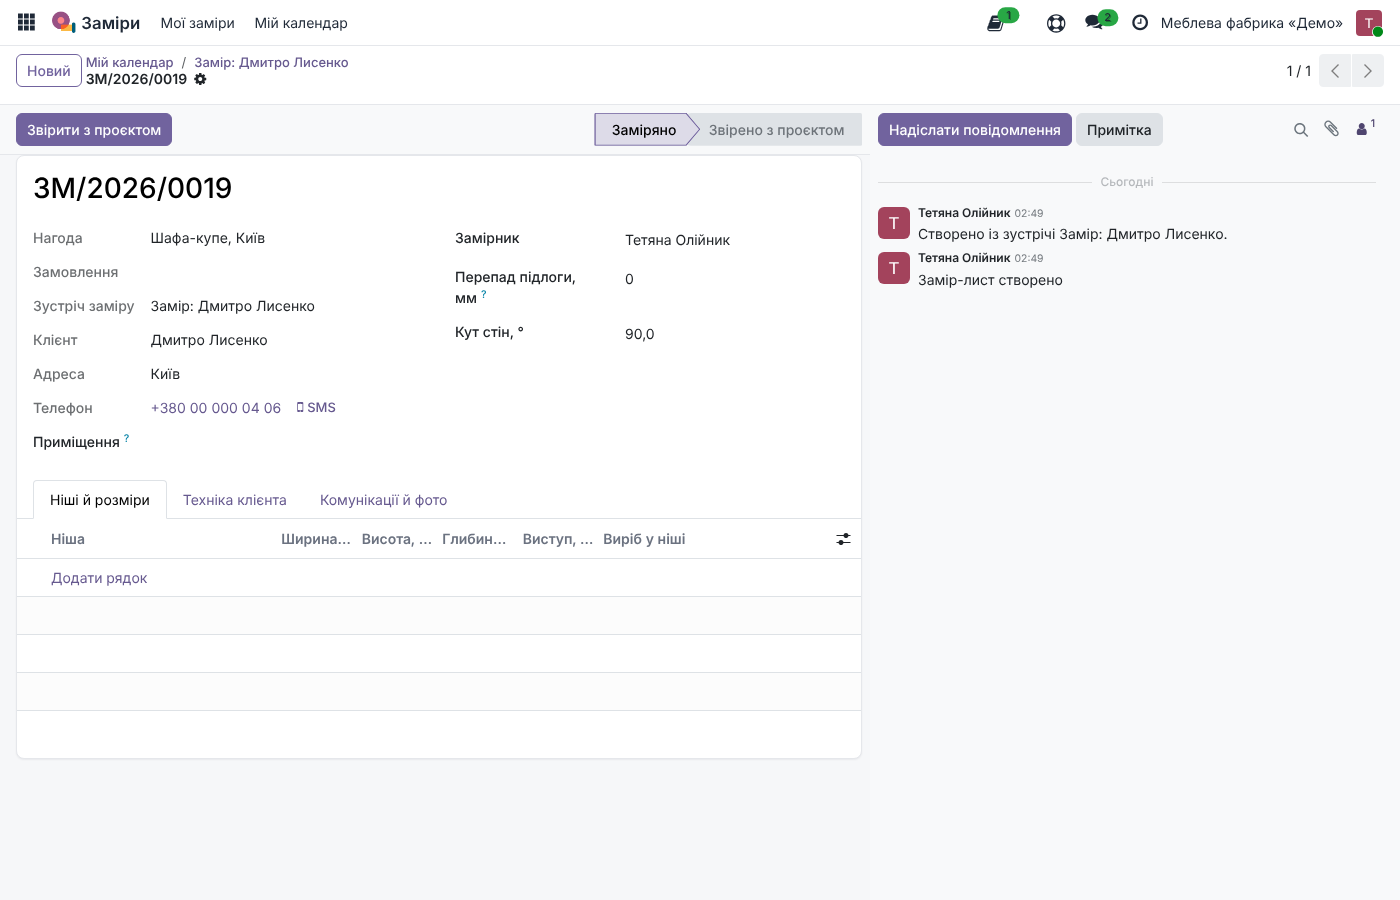 Заміри
Мої заміри
Мій календар
1
2
Меблева фабрика «Демо»
T
Новий
Мій календар / Замір: Дмитро Лисенко
ЗМ/2026/0019
1 / 1
Звірити з проєктом
Заміряно
Звірено з проєктом
Надіслати повідомлення
Примітка
1
ЗМ/2026/0019
Нагода
Шафа-купе, Київ
Замовлення
Зустріч заміру
Замір: Дмитро Лисенко
Клієнт
Дмитро Лисенко
Адреса
Київ
Телефон
+380 00 000 04 06
SMS
Приміщення ?
Замірник
Тетяна Олійник
Перепад підлоги,
мм ?
0
Кут стін, °
90,0
Ніші й розміри
Техніка клієнта
Комунікації й фото
Ніша
Ширина...
Висота, ...
Глибин...
Виступ, ...
Виріб у ніші
Додати рядок
Сьогодні
T
Тетяна Олійник 02:49
Створено із зустрічі Замір: Дмитро Лисенко.
T
Тетяна Олійник 02:49
Замір-лист створено